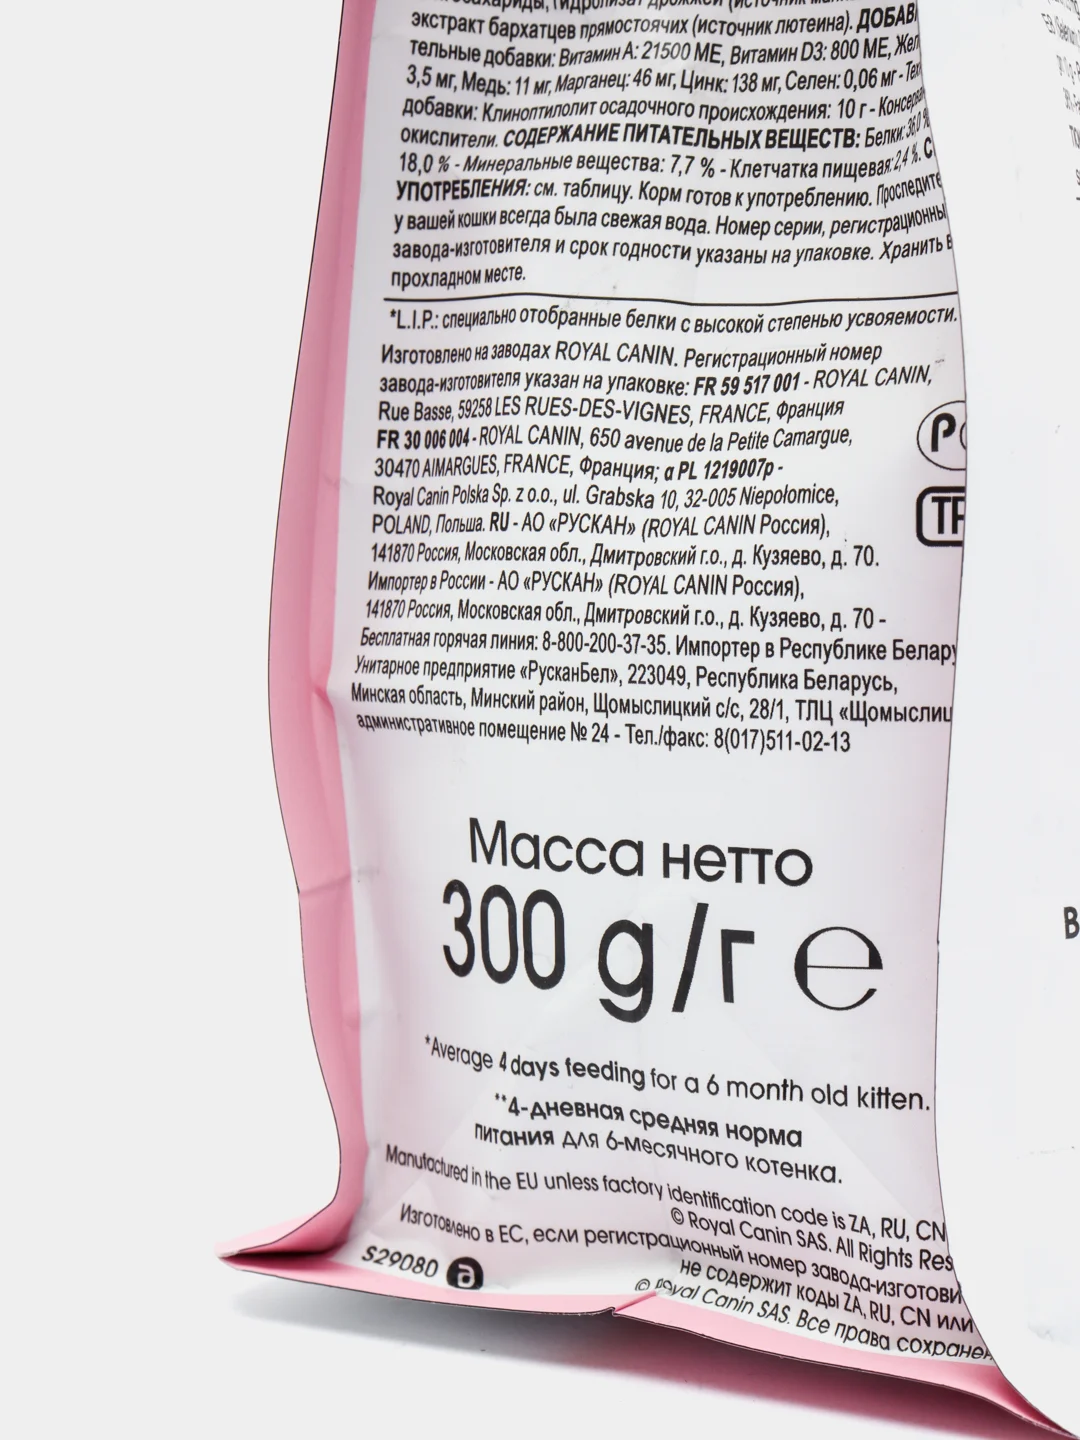 экстракт бархатцев прямостоячих (источник лютеина). ДОБАВ
тельные добавки: Витамин А: 21500 МЕ, Витамин D3: 800 МЕ, Жел
3,5 мг, Медь: 11 мг, Марганец: 46 мг, Цинк: 138 мг, Селен: 0,06 мг - Тех
добавки: Клиноптилолит осадочного происхождения: 10 г - Консерван
окислители. СОДЕРЖАНИЕ ПИТАТЕЛЬНЫХ ВЕЩЕСТВ: Белки: 36,0 %
18,0 % - Минеральные вещества: 7,7 % - Клетчатка пищевая: 2,4 %. С
УПОТРЕБЛЕНИЯ: см. таблицу. Корм готов к употреблению. Проследите
у вашей кошки всегда была свежая вода. Номер серии, регистрационны
завода-изготовителя и срок годности указаны на упаковке. Хранить в
прохладном месте.
*L.I.P.: специально отобранные белки с высокой степенью усвояемости.
Изготовлено на заводах ROYAL CANIN. Регистрационный номер
завода-изготовителя указан на упаковке: FR 59 517 001 - ROYAL CANIN,
Rue Basse, 59258 LES RUES-DES-VIGNES, FRANCE, Франция
FR 30 006 004 - ROYAL CANIN, 650 avenue de la Petite Camargue,
30470 AIMARGUES, FRANCE, Франция; α PL 1219007p -
Royal Canin Polska Sp. z o.o., ul. Grabska 10, 32-005 Niepołomice,
POLAND, Польша. RU - АО «РУСКАН» (ROYAL CANIN Россия),
141870 Россия, Московская обл., Дмитровский г.о., д. Кузяево, д. 70.
Импортер в России - АО «РУСКАН» (ROYAL CANIN Россия),
141870 Россия, Московская обл., Дмитровский г.о., д. Кузяево, д. 70 -
Бесплатная горячая линия: 8-800-200-37-35. Импортер в Республике Белару
Унитарное предприятие «РусканБел», 223049, Республика Беларусь,
Минская область, Минский район, Щомыслицкий с/с, 28/1, ТЛЦ «Щомыслиц
административное помещение № 24 - Тел./факс: 8(017)511-02-13
Масса нетто
300 g/г ℮
*Average 4 days feeding for a 6 month old kitten.
**4-дневная средняя норма
питания для 6-месячного котенка.
Manufactured in the EU unless factory identification code is ZA, RU, CN
© Royal Canin SAS. All Rights Res
Изготовлено в ЕС, если регистрационный номер завода-изготови
не содержит коды ZA, RU, CN или
© Royal Canin SAS. Все права сохранен
S29080 a